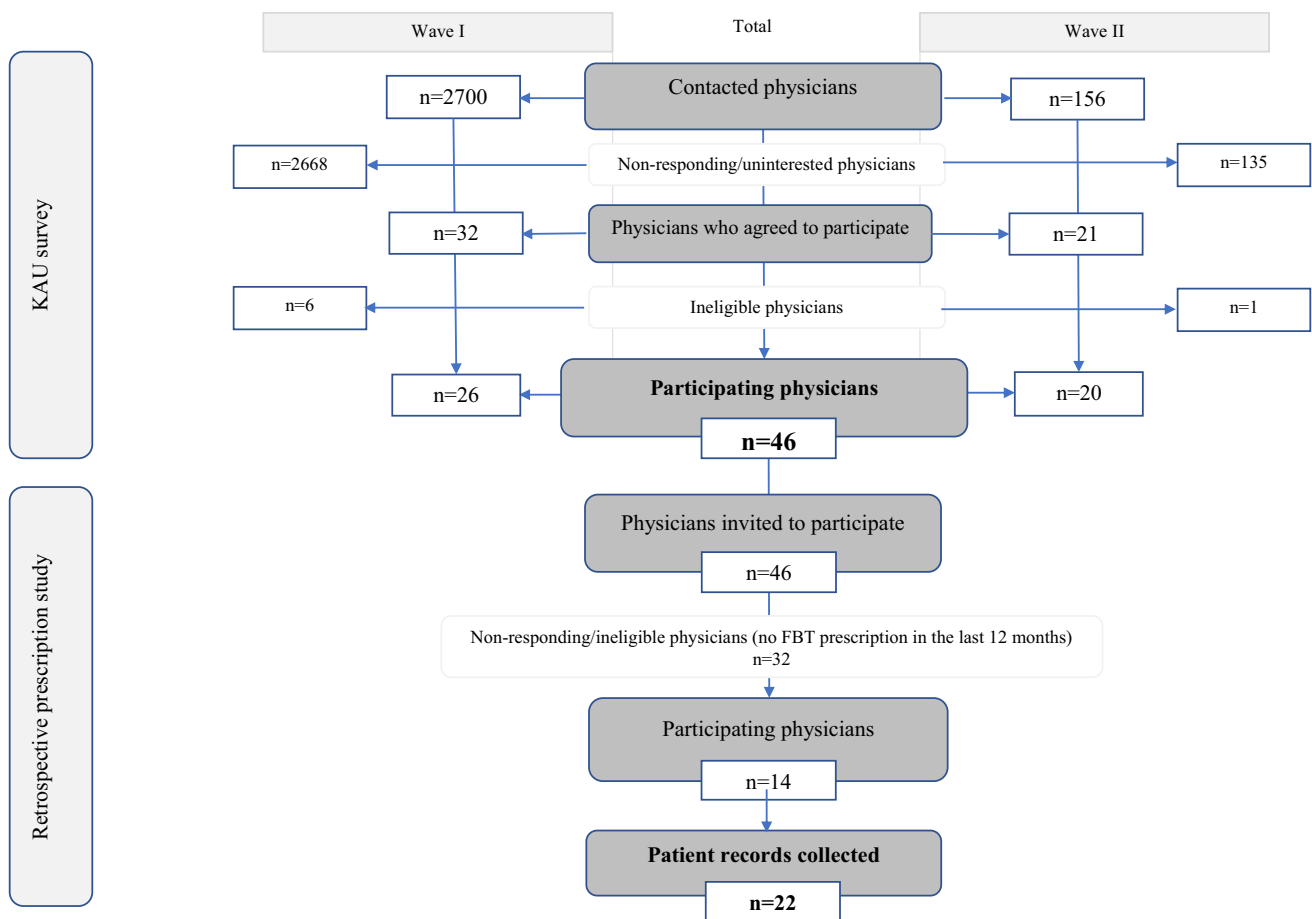 Wave I
Total
Wave II
KAU survey
Contacted physicians
n=2700
n=156
Non-responding/uninterested physicians
n=2668
n=135
Physicians who agreed to participate
n=32
n=21
Ineligible physicians
n=6
n=1
Participating physicians
n=26
n=20
n=46
Retrospective prescription study
Physicians invited to participate
n=46
Non-responding/ineligible physicians (no FBT prescription in the last 12 months)
n=32
Participating physicians
n=14
Patient records collected
n=22